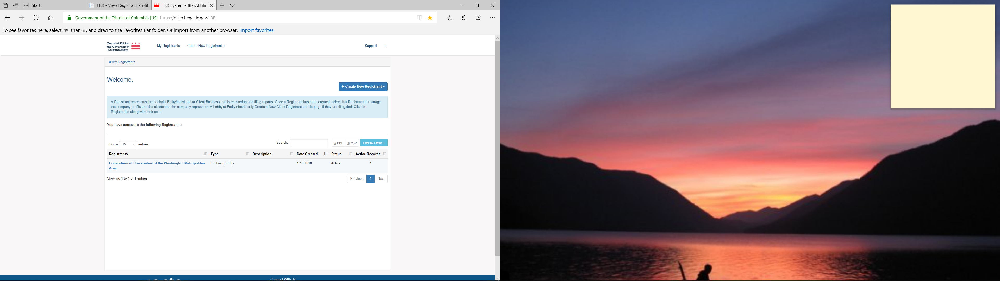 Start
LRR - View Registrant Profil
LRR System - BEGAEFilin
Government of the District of Columbia [US] https://efiler.bega.dc.gov/LRR
To see favorites here, select then , and drag to the Favorites Bar folder. Or import from another browser. Import favorites
Board of Ethics
and Government
Accountability
My Registrants
Create New Registrant
Support
My Registrants
Welcome,
+ Create New Registrant
A Registrant represents the Lobbyist Entity/Individual or Client Business that is registering and filing reports. Once a Registrant has been created, select that Registrant to manage
the company profile and the clients that the company represents. A Lobbyist Entity should only Create a New Client Registrant on this page if they are filing their Client's
Registration along with their own.
You have access to the following Registrants:
Show 10 entries
Search:
PDF
CSV
Filter by Status
Registrants Type Description Date Created Status Active Records
Consortium of Universities of the Washington Metropolitan
Area
Lobbying Entity 1/18/2018 Active 1
Showing 1 to 1 of 1 entries
Previous 1 Next
Connect With Us